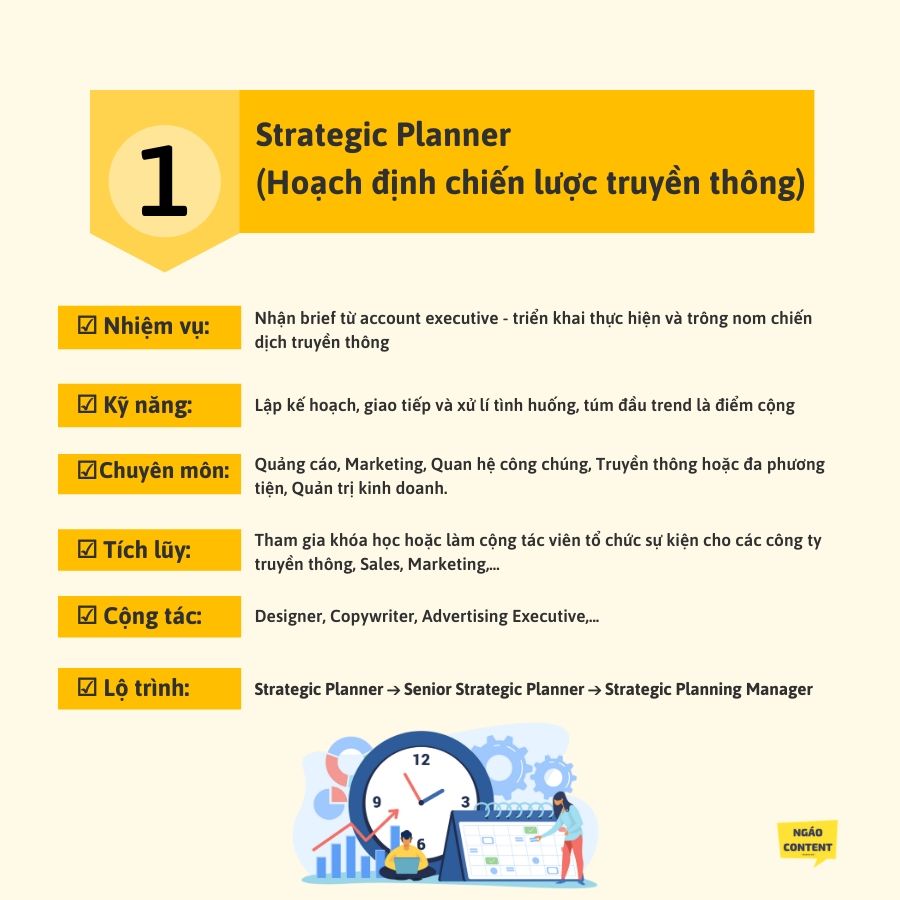 1
Strategic Planner
(Hoạch định chiến lược truyền thông)
☑ Nhiệm vụ:
Nhận brief từ account executive - triển khai thực hiện và trông nom chiến
dịch truyền thông
☑ Kỹ năng:
Lập kế hoạch, giao tiếp và xử lí tình huống, túm đầu trend là điểm cộng
☑Chuyên môn:
Quảng cáo, Marketing, Quan hệ công chúng, Truyền thông hoặc đa phương
tiện, Quản trị kinh doanh.
☑ Tích lũy:
Tham gia khóa học hoặc làm cộng tác viên tổ chức sự kiện cho các công ty
truyền thông, Sales, Marketing,...
☑ Cộng tác:
Designer, Copywriter, Advertising Executive,...
☑ Lộ trình:
Strategic Planner → Senior Strategic Planner → Strategic Planning Manager
12
9
3
6
NGÁO
CONTENT